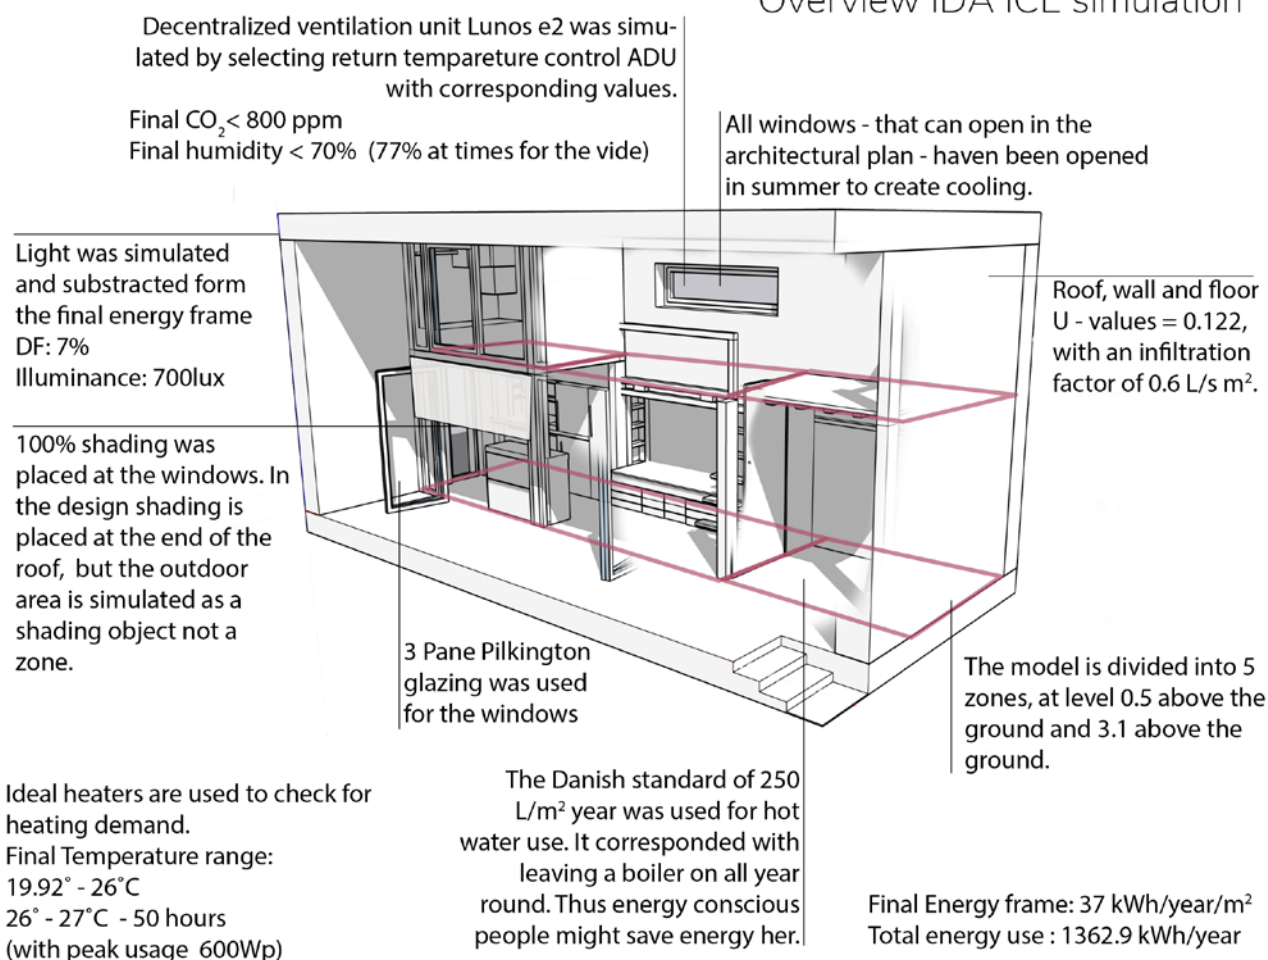 Overview IDA ICE simulation
Decentralized ventilation unit Lunos e2 was simu-
lated by selecting return tempareture control ADU
with corresponding values.
Final CO₂< 800 ppm
Final humidity < 70%  (77% at times for the vide)
All windows - that can open in the
architectural plan - haven been opened
in summer to create cooling.
Light was simulated
and substracted form
the final energy frame
DF: 7%
Illuminance: 700lux
Roof, wall and floor
U - values = 0.122,
with an infiltration
factor of 0.6 L/s m².
100% shading was
placed at the windows. In
the design shading is
placed at the end of the
roof, but the outdoor
area is simulated as a
shading object not a
zone.
3 Pane Pilkington
glazing was used
for the windows
The model is divided into 5
zones, at level 0.5 above the
ground and 3.1 above the
ground.
Ideal heaters are used to check for
heating demand.
Final Temperature range:
19.92° - 26°C
26° - 27°C  - 50 hours
(with peak usage  600Wp)
The Danish standard of 250
L/m² year was used for hot
water use. It corresponded with
leaving a boiler on all year
round. Thus energy conscious
people might save energy her.
Final Energy frame: 37 kWh/year/m²
Total energy use : 1362.9 kWh/year